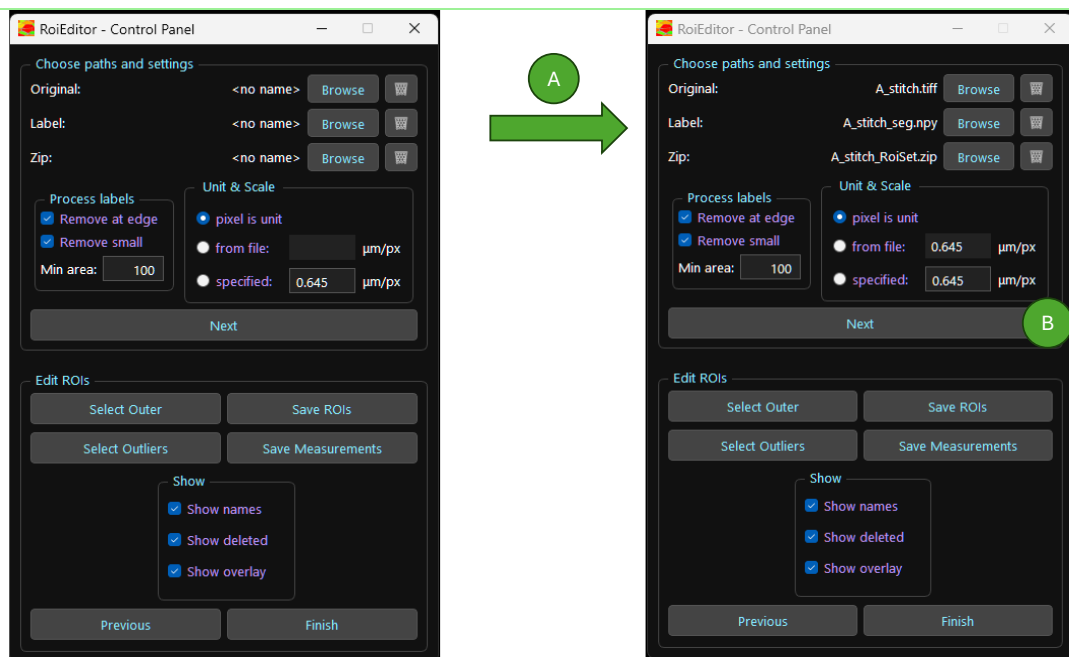 RoiEditor - Control Panel
Choose paths and settings
Original: <no name> Browse
Label: <no name> Browse
Zip: <no name> Browse
Process labels
Remove at edge
Remove small
Min area: 100
Unit & Scale
pixel is unit
from file: µm/px
specified: 0.645 µm/px
Next
Edit ROIs
Select Outer Save ROIs
Select Outliers Save Measurements
Show
Show names
Show deleted
Show overlay
Previous Finish
A
RoiEditor - Control Panel
Choose paths and settings
Original: A_stitch.tiff Browse
Label: A_stitch_seg.npy Browse
Zip: A_stitch_RoiSet.zip Browse
Process labels
Remove at edge
Remove small
Min area: 100
Unit & Scale
pixel is unit
from file: 0.645 µm/px
specified: 0.645 µm/px
Next
B
Edit ROIs
Select Outer Save ROIs
Select Outliers Save Measurements
Show
Show names
Show deleted
Show overlay
Previous Finish